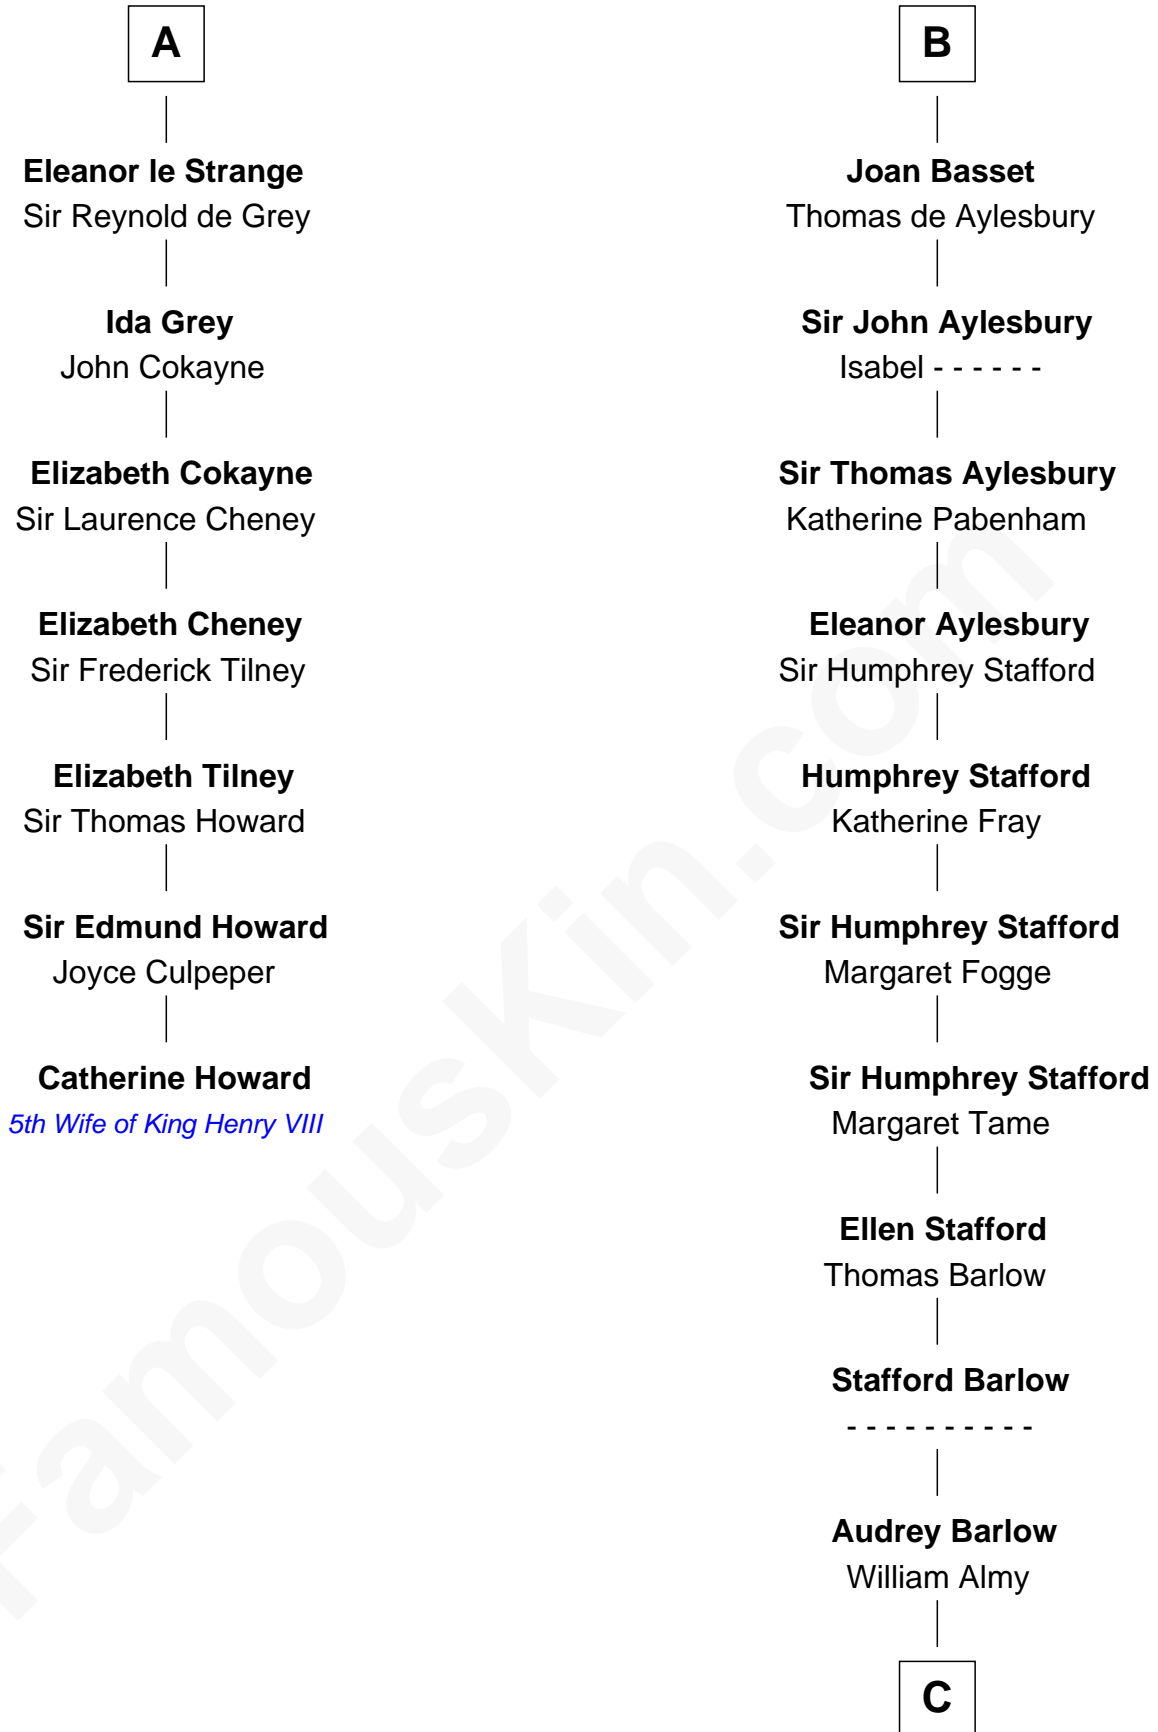 A
Eleanor le Strange
Sir Reynold de Grey
Ida Grey
John Cokayne
Elizabeth Cokayne
Sir Laurence Cheney
Elizabeth Cheney
Sir Frederick Tilney
Elizabeth Tilney
Sir Thomas Howard
Sir Edmund Howard
Joyce Culpeper
Catherine Howard
5th Wife of King Henry VIII
B
Joan Basset
Thomas de Aylesbury
Sir John Aylesbury
Isabel - - - - - -
Sir Thomas Aylesbury
Katherine Pabenham
Eleanor Aylesbury
Sir Humphrey Stafford
Humphrey Stafford
Katherine Fray
Sir Humphrey Stafford
Margaret Fogge
Sir Humphrey Stafford
Margaret Tame
Ellen Stafford
Thomas Barlow
Stafford Barlow
- - - - - - - - - -
Audrey Barlow
William Almy
C
FamousKin.com